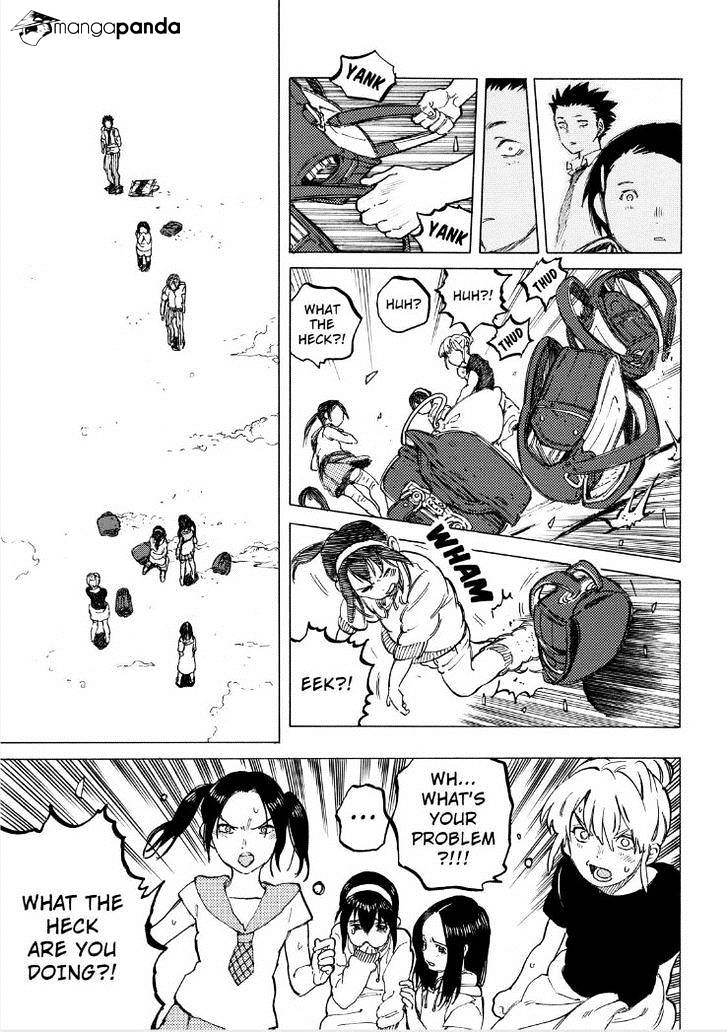 mangapanda
YANK
YANK
THUD
HUH?!
HUH?
WHAT
THE
HECK?!
THUD
WHAM
EEK?!
WH...
WHAT'S
YOUR
PROBLEM
?!!!
...
WHAT THE
HECK
ARE YOU
DOING?!